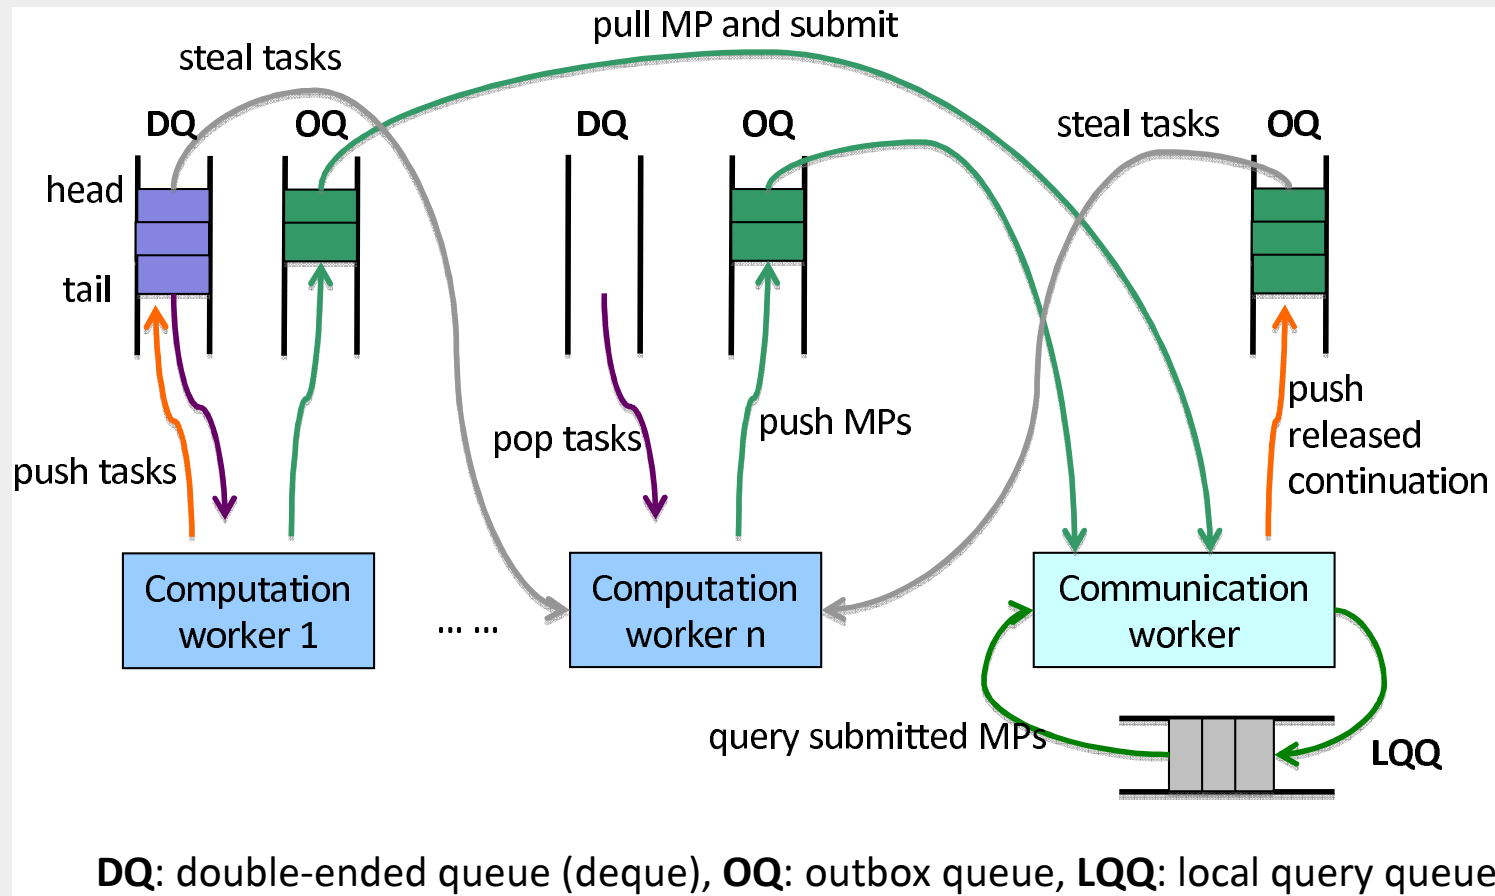 pull MP and submit
steal tasks
DQ
OQ
DQ
OQ
steal tasks
OQ
head
tail
push tasks
pop tasks
push MPs
push
released
continuation
Computation
worker 1
... ...
Computation
worker n
Communication
worker
query submitted MPs
LQQ
DQ: double-ended queue (deque), OQ: outbox queue, LQQ: local query queue